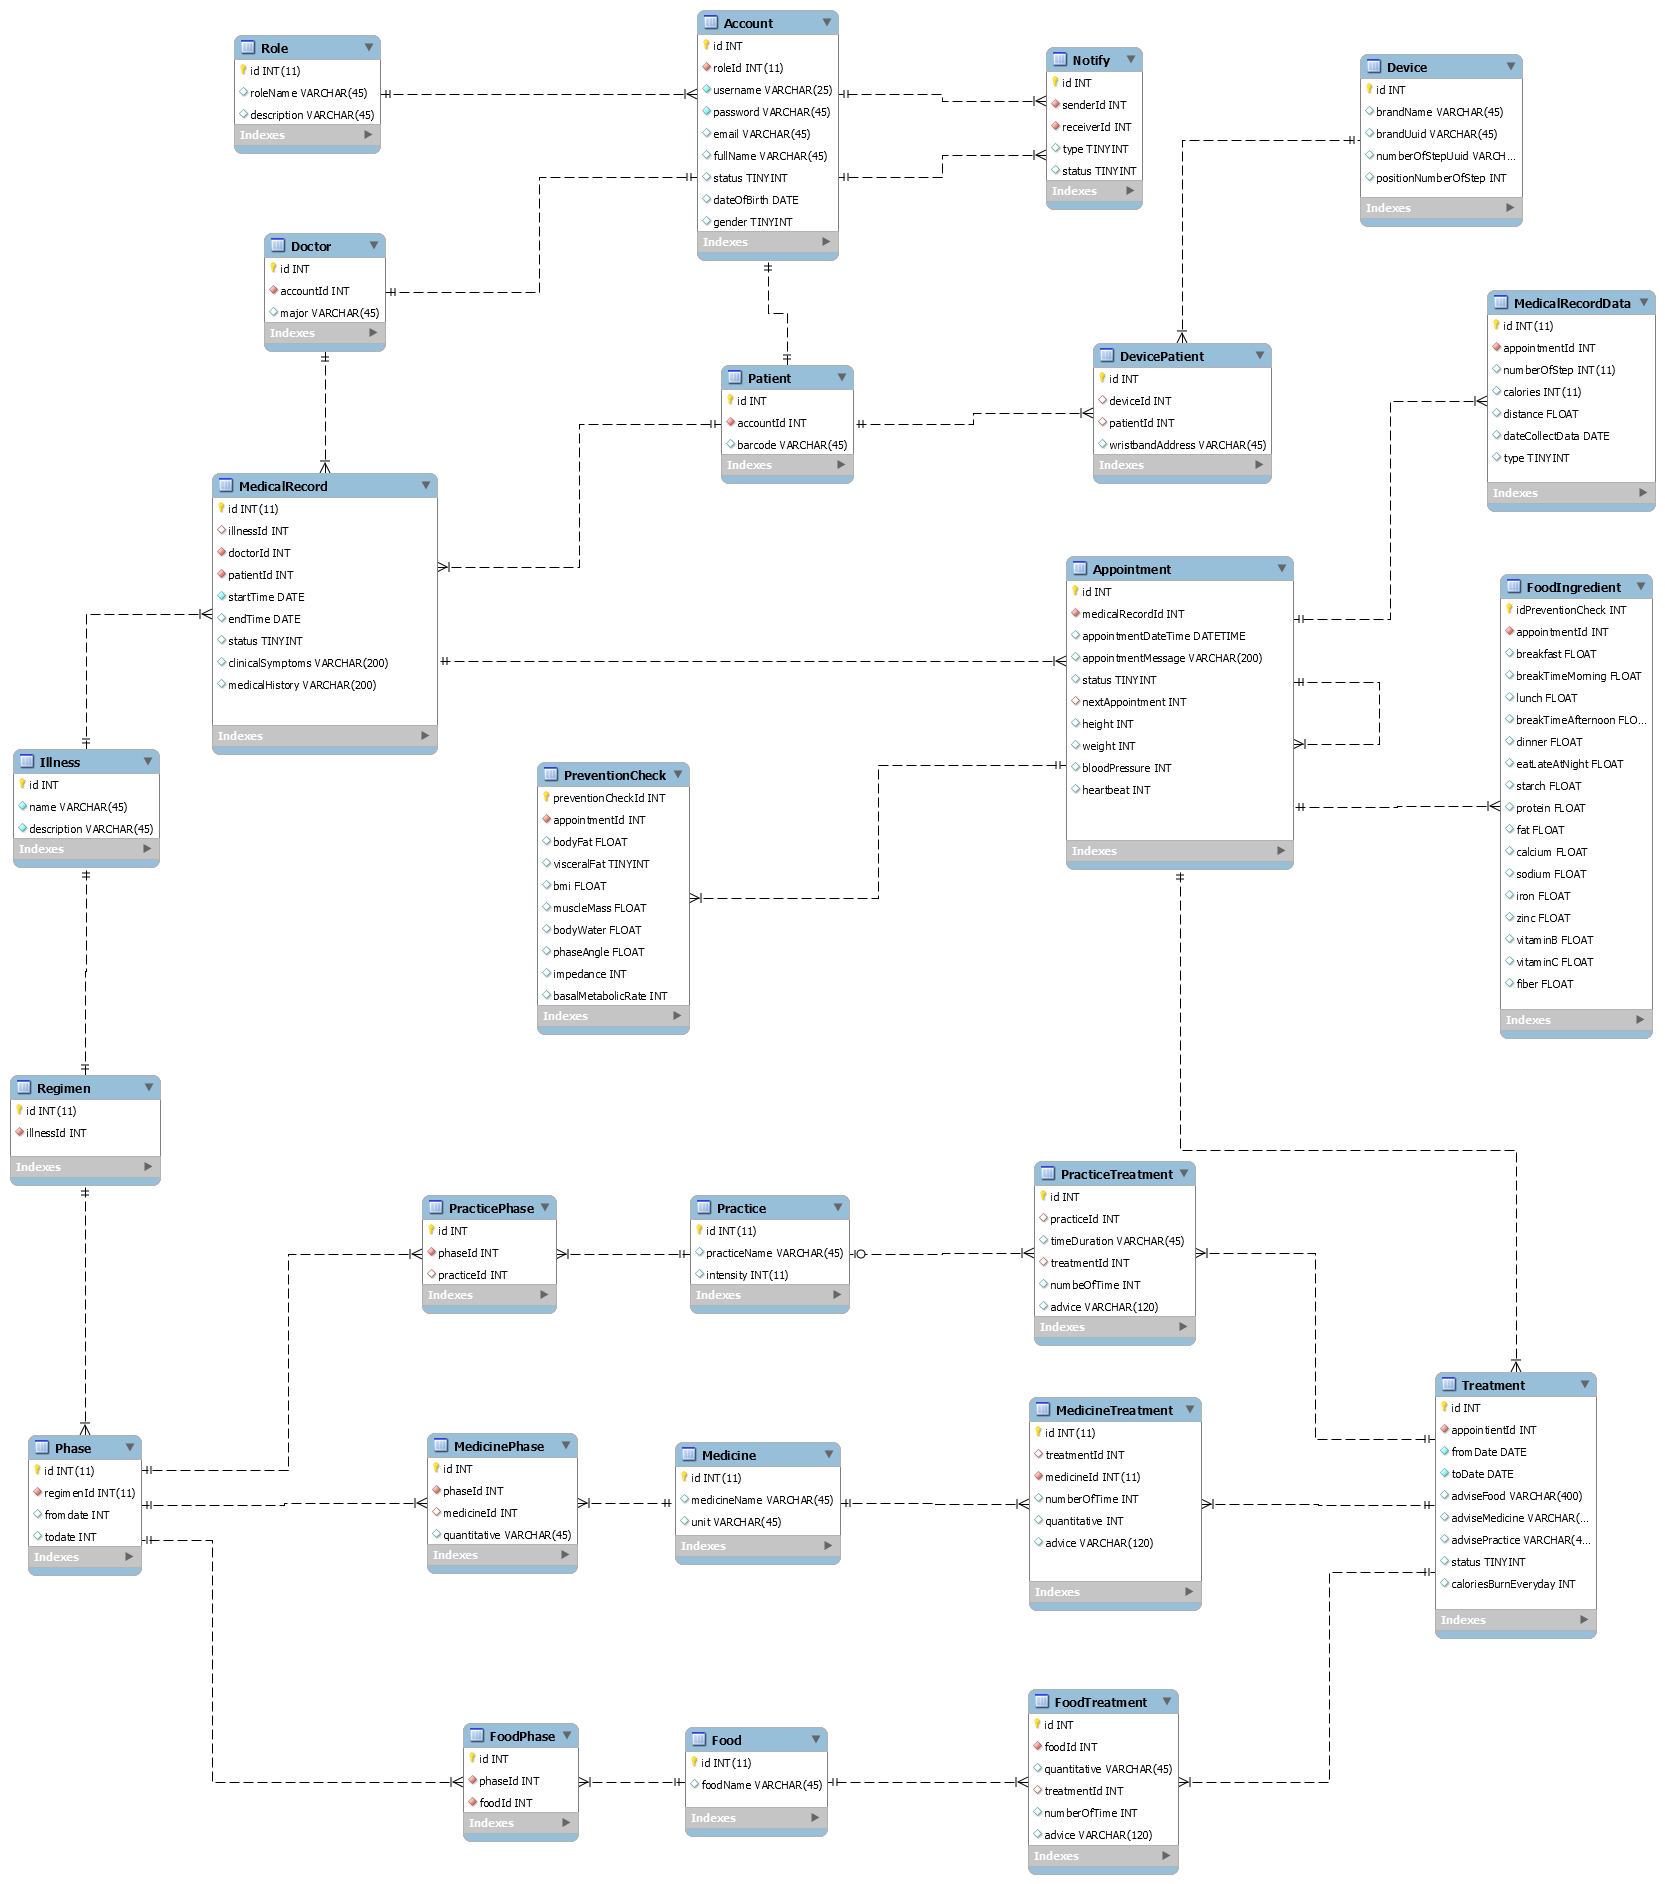 Role
id INT(11)
roleName VARCHAR(45)
description VARCHAR(45)
Indexes
Account
id INT
roleId INT(11)
username VARCHAR(25)
password VARCHAR(45)
email VARCHAR(45)
fullName VARCHAR(45)
status TINYINT
dateOfBirth DATE
gender TINYINT
Indexes
Notify
id INT
senderId INT
receiverId INT
type TINYINT
status TINYINT
Indexes
Device
id INT
brandName VARCHAR(45)
brandUuid VARCHAR(45)
numberOfStepUuid VARCH...
positionNumberOfStep INT
Indexes
Doctor
id INT
accountId INT
major VARCHAR(45)
Indexes
Patient
id INT
accountId INT
barcode VARCHAR(45)
Indexes
DevicePatient
id INT
deviceId INT
patientId INT
wristbandAddress VARCHAR(45)
Indexes
MedicalRecordData
id INT(11)
appointmentId INT
numberOfStep INT(11)
calories INT(11)
distance FLOAT
dateCollectData DATE
type TINYINT
Indexes
MedicalRecord
id INT(11)
illnessId INT
doctorId INT
patientId INT
startTime DATE
endTime DATE
status TINYINT
clinicalSymptoms VARCHAR(200)
medicalHistory VARCHAR(200)
Indexes
Appointment
id INT
medicalRecordId INT
appointmentDateTime DATETIME
appointmentMessage VARCHAR(200)
status TINYINT
nextAppointment INT
height INT
weight INT
bloodPressure INT
heartbeat INT
Indexes
FoodIngredient
idPreventionCheck INT
appointmentId INT
breakfast FLOAT
breakTimeMorning FLOAT
lunch FLOAT
breakTimeAfternoon FLO...
dinner FLOAT
eatLateAtNight FLOAT
starch FLOAT
protein FLOAT
fat FLOAT
calcium FLOAT
sodium FLOAT
iron FLOAT
zinc FLOAT
vitaminB FLOAT
vitaminC FLOAT
fiber FLOAT
Indexes
Illness
id INT
name VARCHAR(45)
description VARCHAR(45)
Indexes
PreventionCheck
preventionCheckId INT
appointmentId INT
bodyFat FLOAT
visceralFat TINYINT
bmi FLOAT
muscleMass FLOAT
bodyWater FLOAT
phaseAngle FLOAT
impedance INT
basalMetabolicRate INT
Indexes
Regimen
id INT(11)
illnessId INT
Indexes
PracticePhase
id INT
phaseId INT
practiceId INT
Indexes
Practice
id INT(11)
practiceName VARCHAR(45)
intensity INT(11)
Indexes
PracticeTreatment
id INT
practiceId INT
timeDuration VARCHAR(45)
treatmentId INT
numbeOfTime INT
advice VARCHAR(120)
Indexes
Phase
id INT(11)
regimenId INT(11)
fromdate INT
todate INT
Indexes
MedicinePhase
id INT
phaseId INT
medicineId INT
quantitative VARCHAR(45)
Indexes
Medicine
id INT(11)
medicineName VARCHAR(45)
unit VARCHAR(45)
Indexes
MedicineTreatment
id INT(11)
treatmentId INT
medicineId INT(11)
numberOfTime INT
quantitative INT
advice VARCHAR(120)
Indexes
Treatment
id INT
appointientId INT
fromDate DATE
toDate DATE
adviseFood VARCHAR(400)
adviseMedicine VARCHAR(...
advisePractice VARCHAR(4...
status TINYINT
caloriesBurnEveryday INT
Indexes
FoodPhase
id INT
phaseId INT
foodId INT
Indexes
Food
id INT(11)
foodName VARCHAR(45)
Indexes
FoodTreatment
id INT
foodId INT
quantitative VARCHAR(45)
treatmentId INT
numberOfTime INT
advice VARCHAR(120)
Indexes